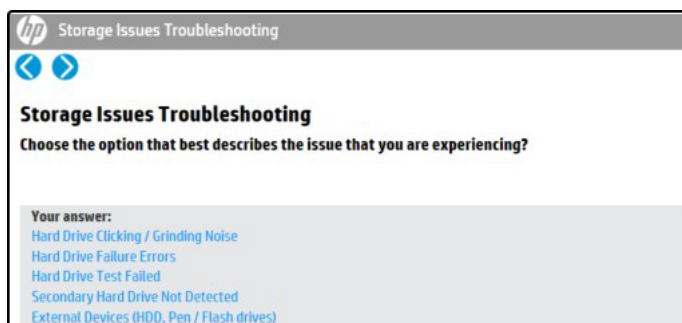 hp Storage Issues Troubleshooting
Storage Issues Troubleshooting
Choose the option that best describes the issue that you are experiencing?
Your answer:
Hard Drive Clicking / Grinding Noise
Hard Drive Failure Errors
Hard Drive Test Failed
Secondary Hard Drive Not Detected
External Devices (HDD, Pen / Flash drives)